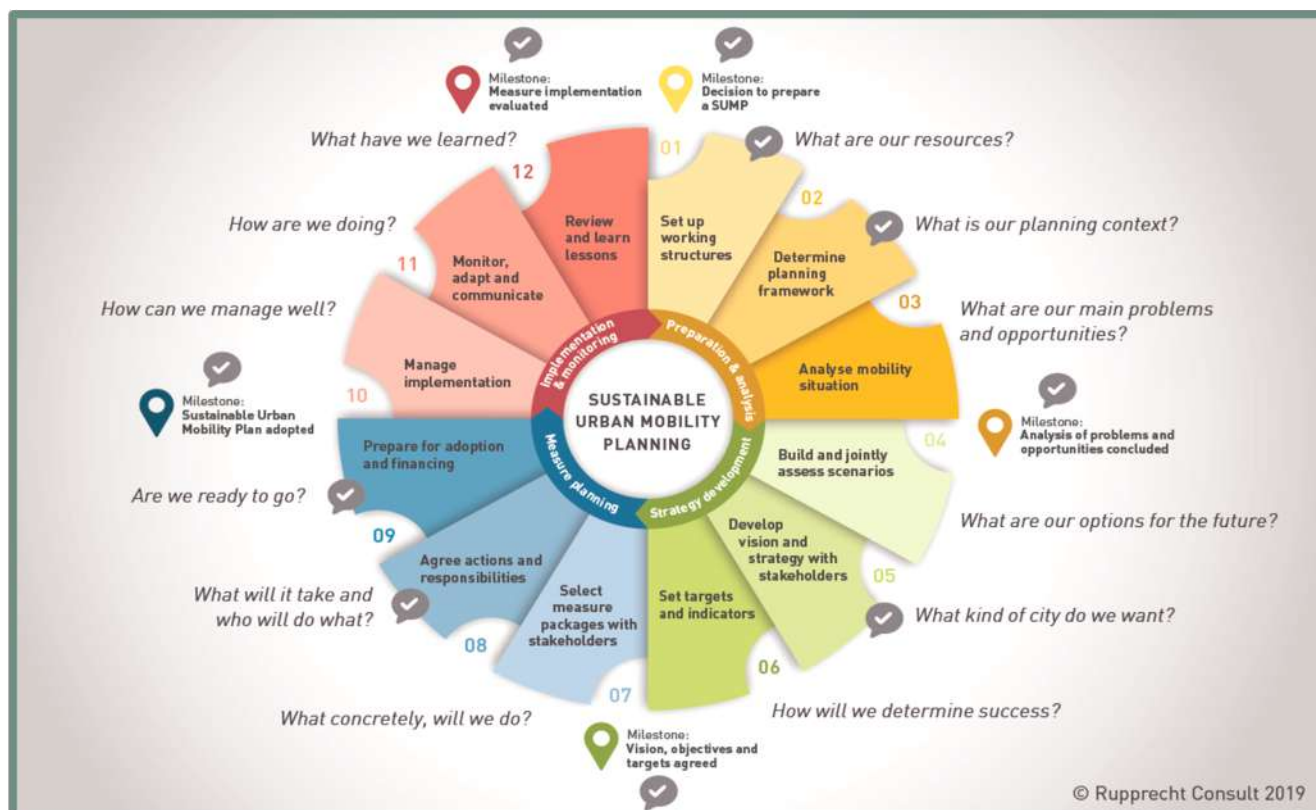 Milestone:
Measure implementation
evaluated
Milestone:
Decision to prepare
a SUMP
What have we learned?
What are our resources?
12
01
Review
and learn
lessons
Set up
working
structures
02
How are we doing?
What is our planning context?
11
Monitor,
adapt and
communicate
Determine
planning
framework
03
How can we manage well?
What are our main problems
and opportunities?
Manage
implementation
Analyse mobility
situation
10
Implementation
& monitoring
Preparation & analysis
SUSTAINABLE
URBAN MOBILITY
PLANNING
Measure planning
Strategy development
Milestone:
Sustainable Urban
Mobility Plan adopted
Milestone:
Analysis of problems and
opportunities concluded
Prepare for adoption
and financing
04
Build and jointly
assess scenarios
Are we ready to go?
What are our options for the future?
09
Agree actions and
responsibilities
Develop
vision and
strategy with
stakeholders
05
What will it take and
who will do what?
What kind of city do we want?
08
Select
measure
packages with
stakeholders
Set targets
and indicators
06
07
What concretely, will we do?
How will we determine success?
Milestone:
Vision, objectives and
targets agreed
© Rupprecht Consult 2019